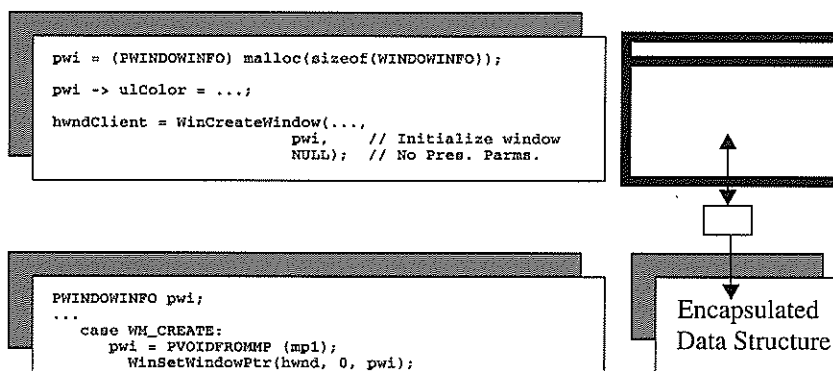 pwi = (PWINDOWINFO) malloc(sizeof(WINDOWINFO));
pwi -> ulColor = ...;
hwndClient = WinCreateWindow(...,
pwi, // Initialize window
NULL); // No Pres. Parms.
PWINDOWINFO pwi;
...
case WM_CREATE:
pwi = PVOIDFROMMP (mp1);
WinSetWindowPtr(hwnd, 0, pwi);
Encapsulated
Data Structure